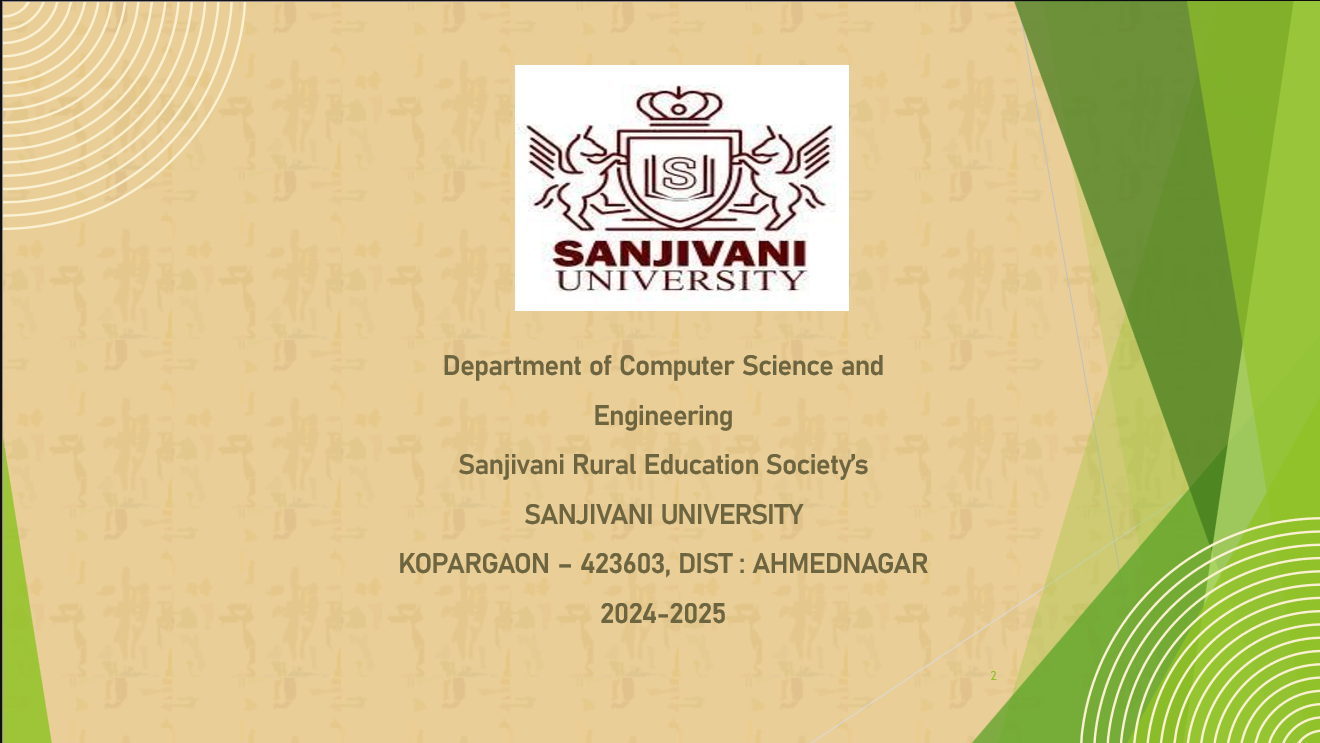 S
SANJIVANI
UNIVERSITY
Department of Computer Science and
Engineering
Sanjivani Rural Education Society's
SANJIVANI UNIVERSITY
KOPARGAON – 423603, DIST : AHMEDNAGAR
2024-2025
2